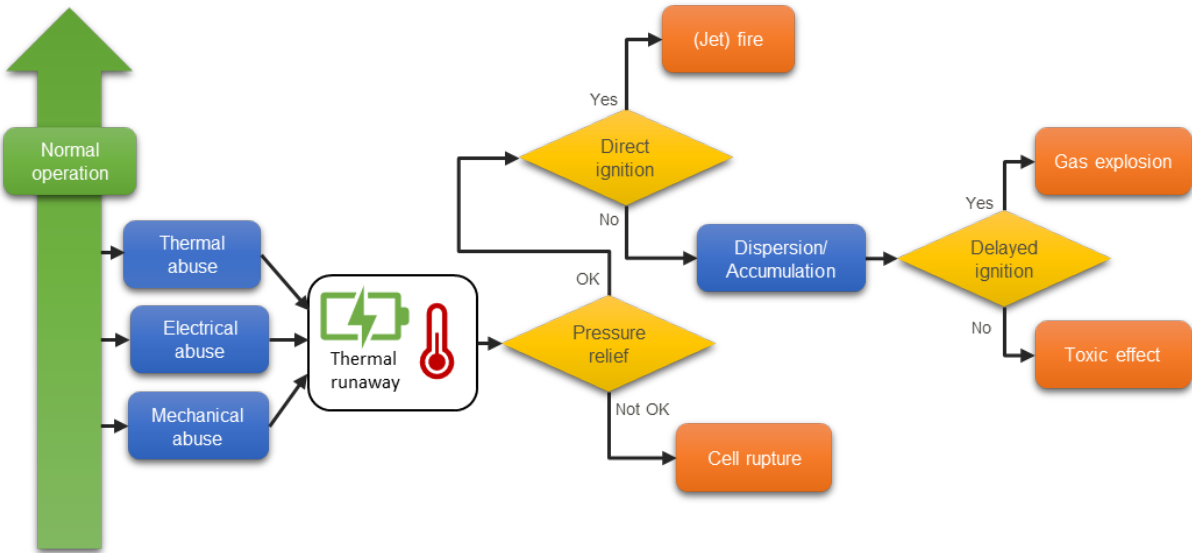 Normal
operation
Thermal
abuse
Electrical
abuse
Mechanical
abuse
Thermal
runaway
Pressure
relief
OK
Not OK
Cell rupture
Direct
ignition
Yes
(Jet) fire
No
Dispersion/
Accumulation
Delayed
ignition
Yes
Gas explosion
No
Toxic effect